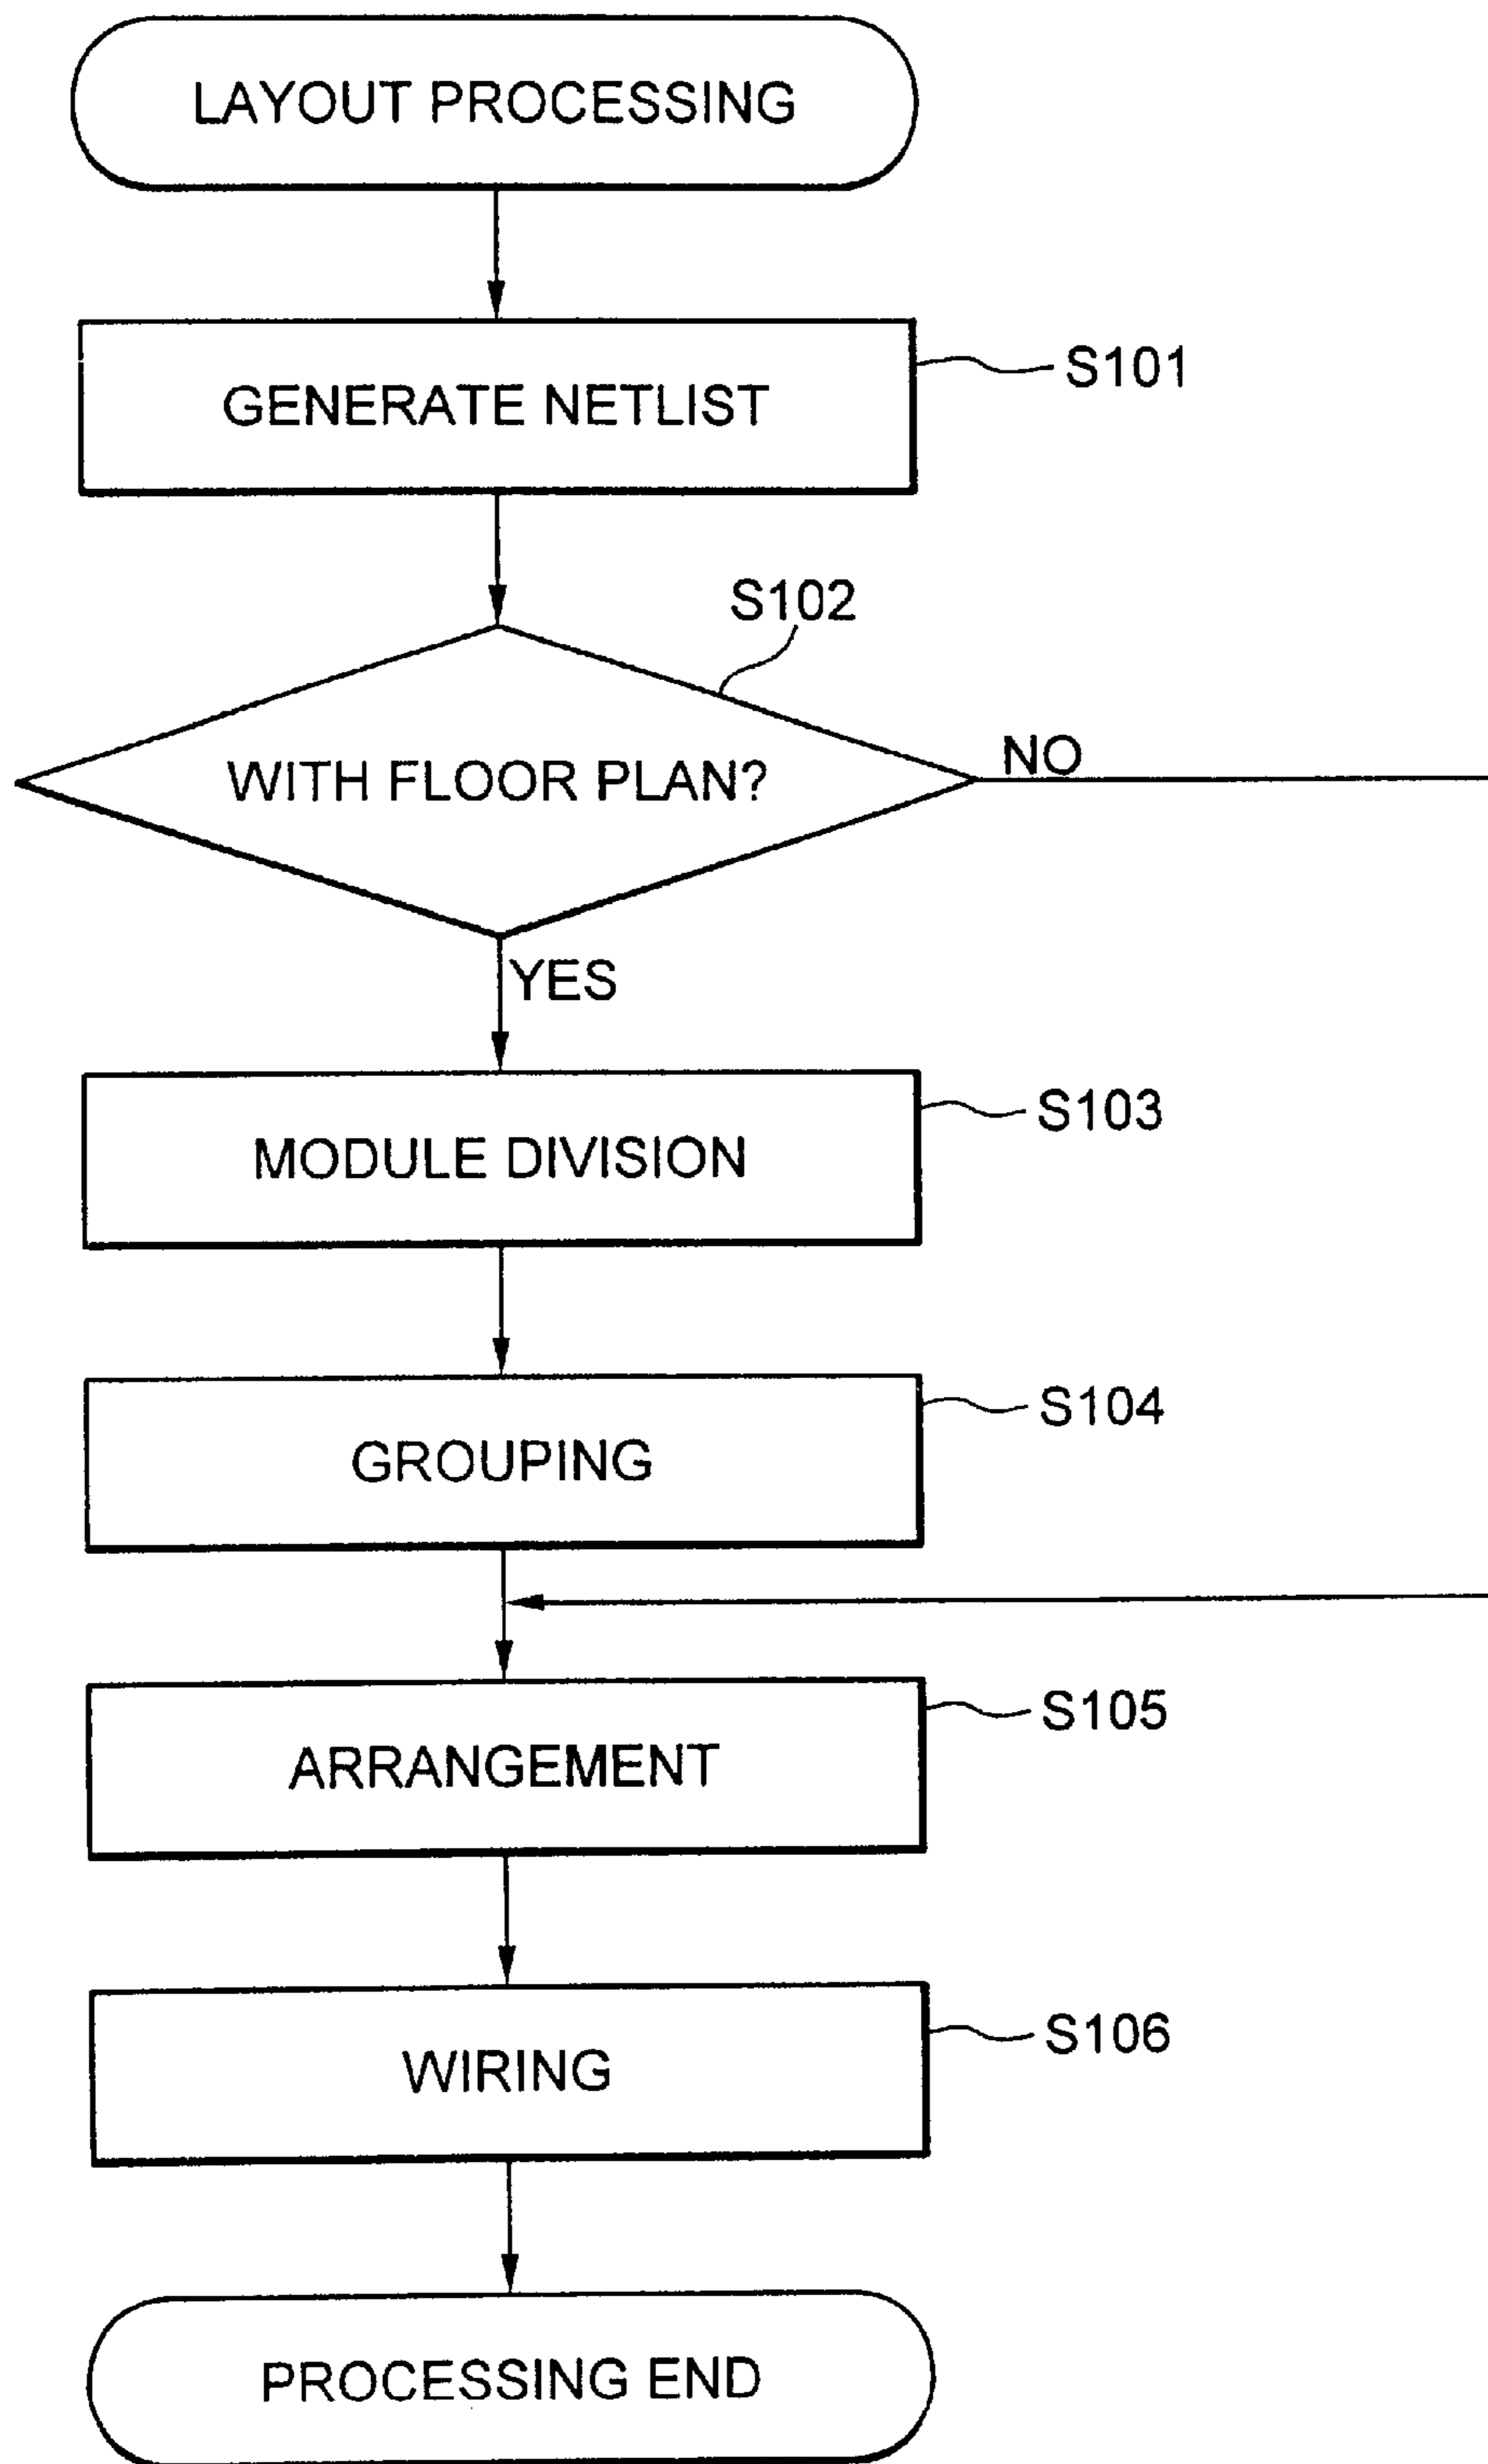 LAYOUT PROCESSING
GENERATE NETLIST
S101
S102
WITH FLOOR PLAN?
NO
YES
MODULE DIVISION
S103
GROUPING
S104
ARRANGEMENT
S105
WIRING
S106
PROCESSING END